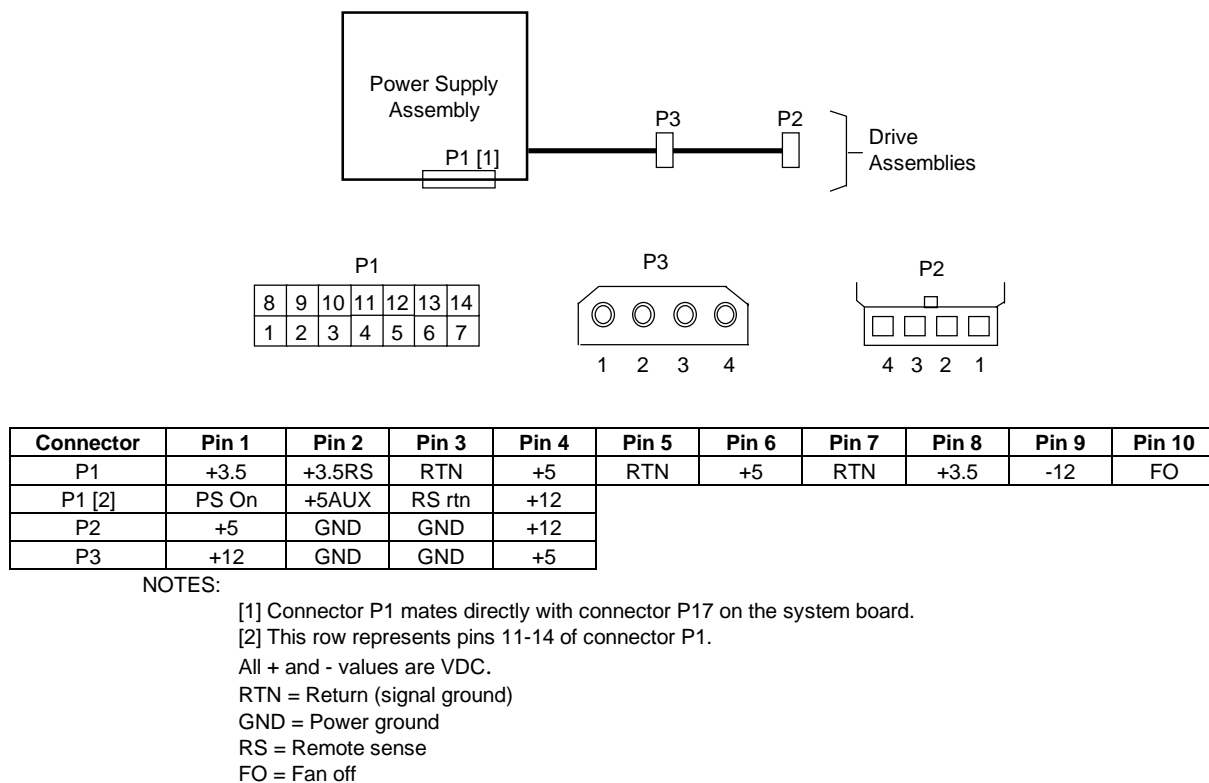 Power Supply
Assembly
P1 [1]
P3
P2
Drive
Assemblies
P1
P3
P2
8 9 10 11 12 13 14
1 2 3 4 5 6 7
1 2 3 4
4 3 2 1
Connector Pin 1 Pin 2 Pin 3 Pin 4 Pin 5 Pin 6 Pin 7 Pin 8 Pin 9 Pin 10
P1 +3.5 +3.5RS RTN +5 RTN +5 RTN +3.5 -12 FO
P1 [2] PS On +5AUX RS rtn +12
P2 +5 GND GND +12
P3 +12 GND GND +5
NOTES:
[1] Connector P1 mates directly with connector P17 on the system board.
[2] This row represents pins 11-14 of connector P1.
All + and - values are VDC.
RTN = Return (signal ground)
GND = Power ground
RS = Remote sense
FO = Fan off